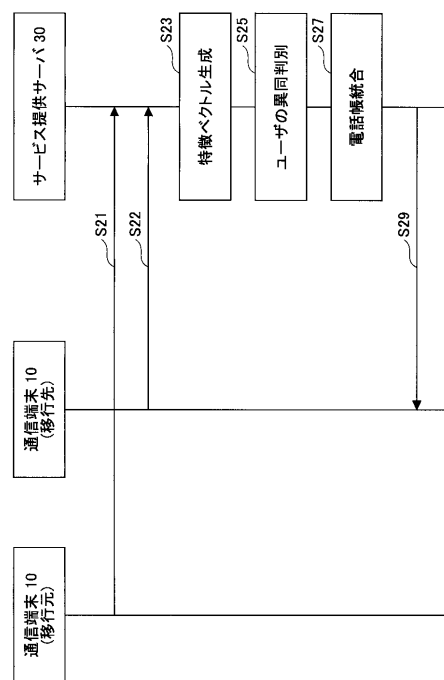 通信端末 10
(移行元)
通信端末 10
(移行先)
サービス提供サーバ 30
S21
S22
S23
特徴ベクトル生成
S25
ユーザの異同判別
S27
電話帳統合
S29